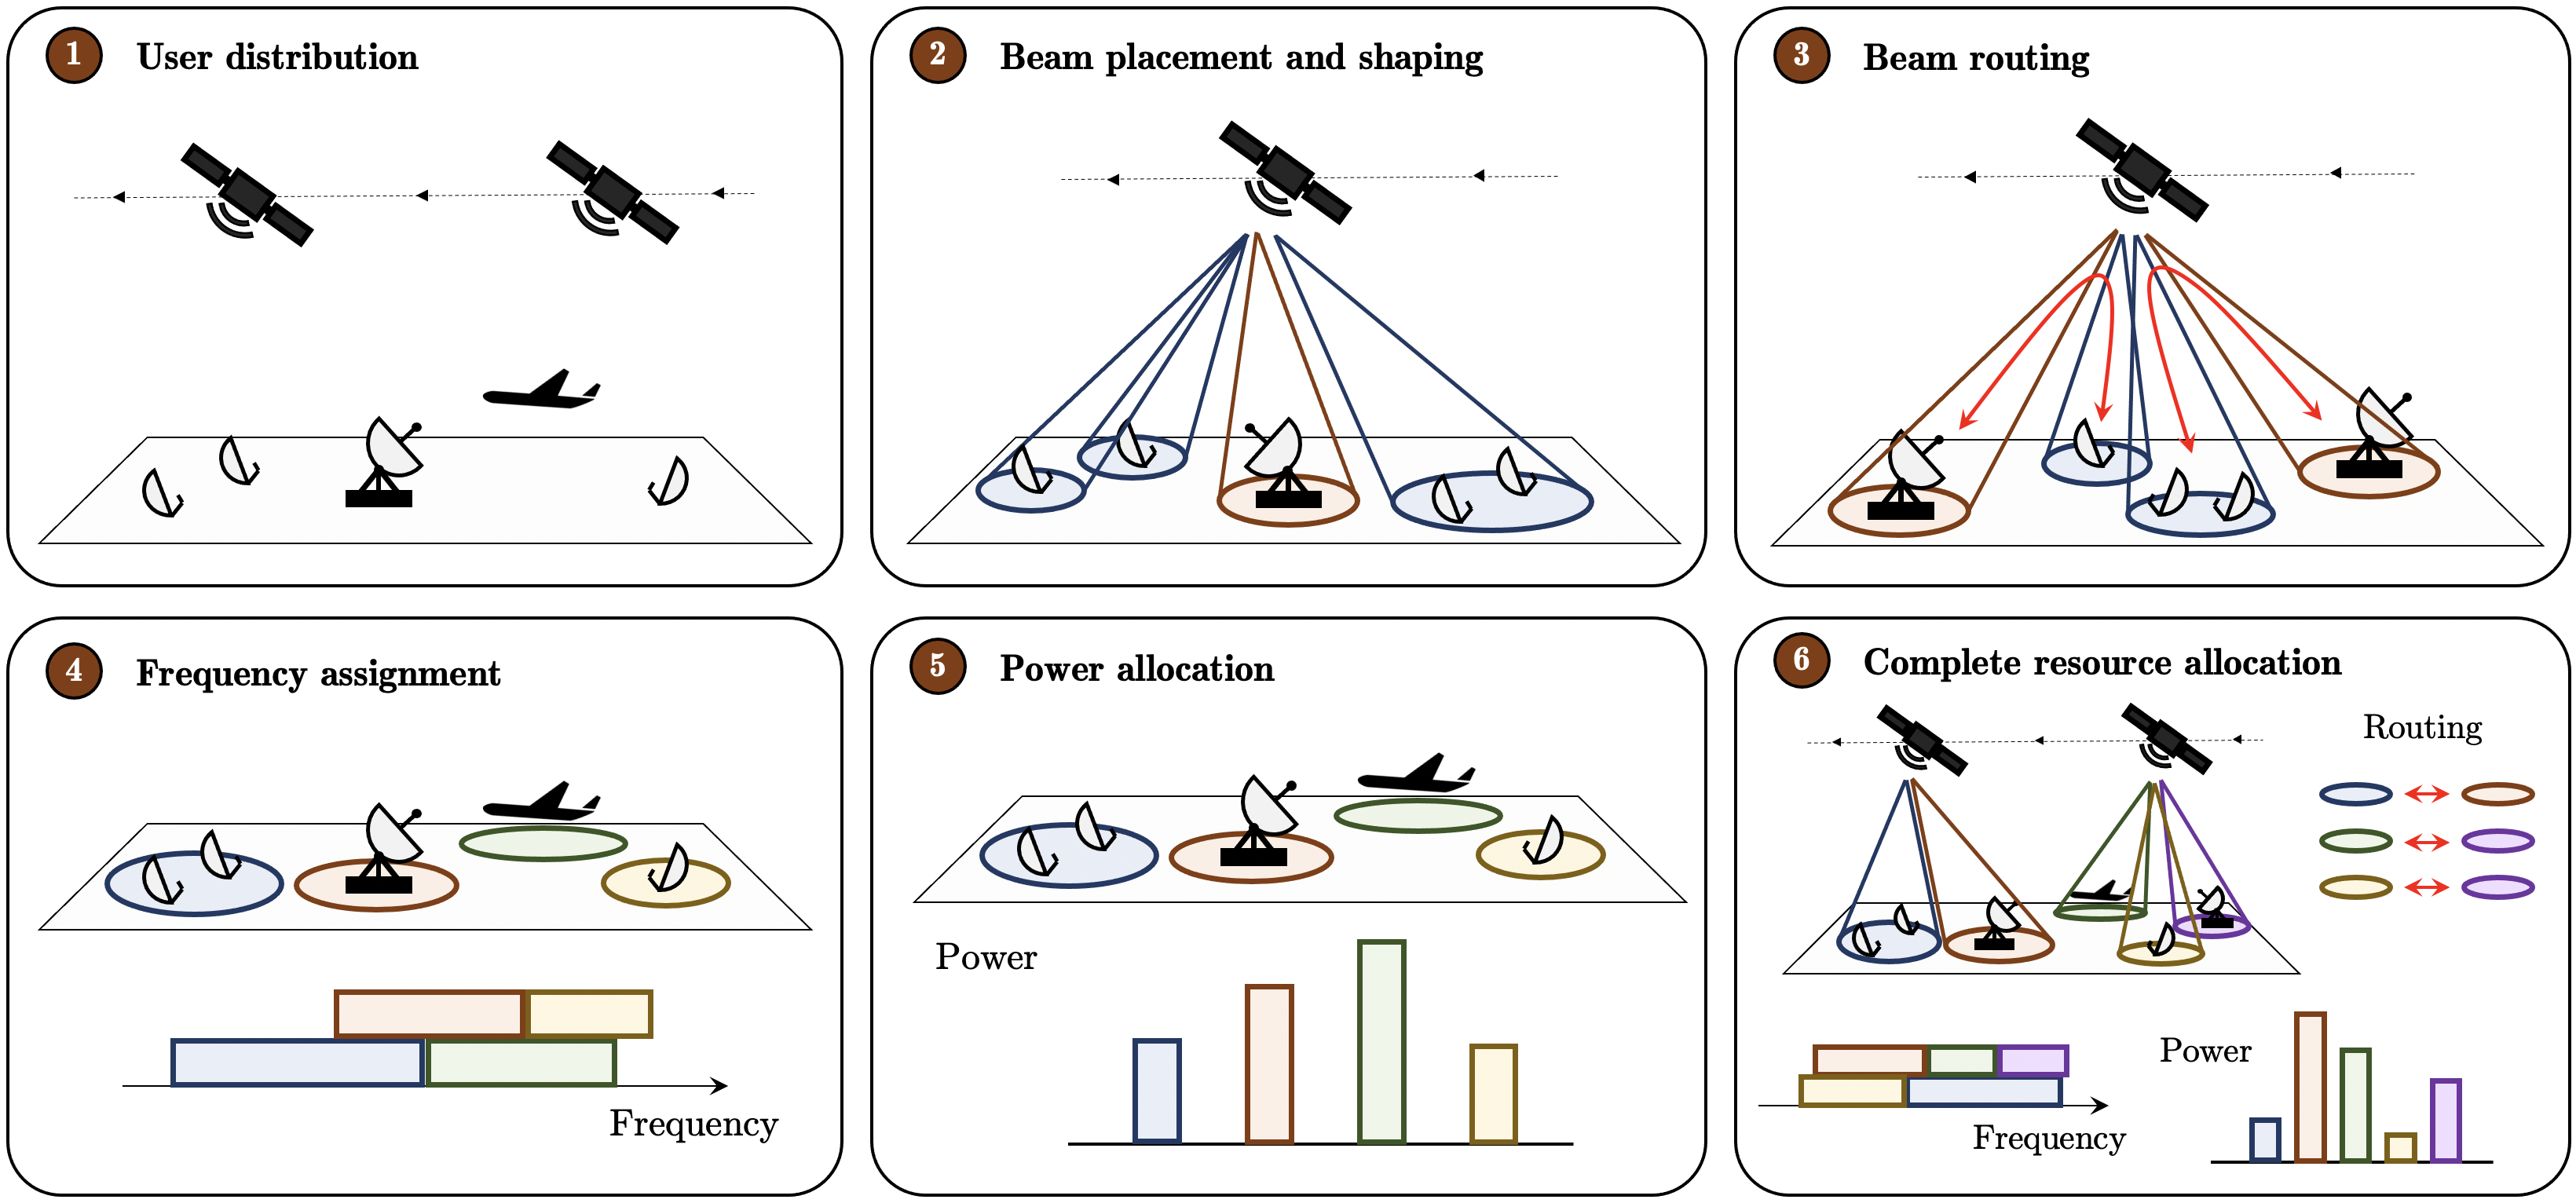 1 User distribution
2 Beam placement and shaping
3 Beam routing
4 Frequency assignment
Frequency
5 Power allocation
Power
6 Complete resource allocation
Routing
Power
Frequency